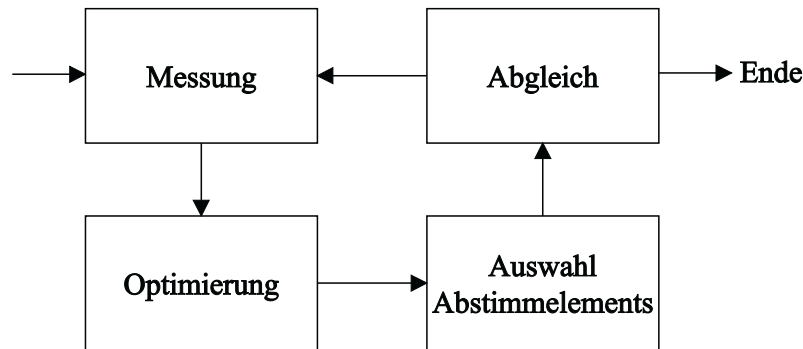 Messung
Abgleich
Ende
Optimierung
Auswahl
Abstimmelements